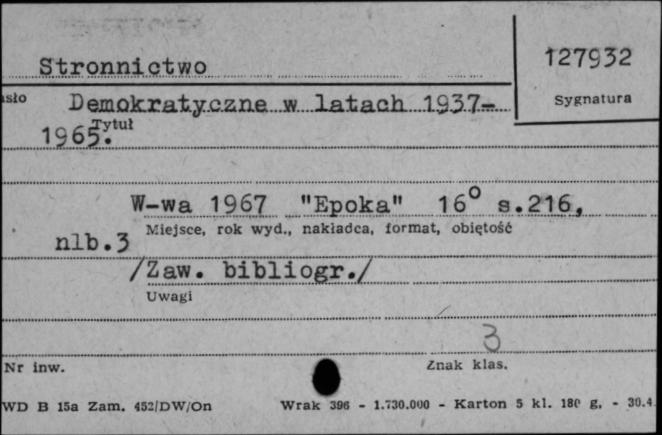 Stronnictwo
127932
Sygnatura
Demokratyczne w latach 1937-
Tytuł
1965.
W-wa 1967 "Epoka" 16° s.216,
Miejsce, rok wyd., nakładca, format, objętość
nlb.3
/Zaw. bibliogr./
Uwagi
3
Nr inw.
Znak klas.
WD B 15a Zam. 452/DW/On
Wrak 396 - 1.730.000 - Karton 5 kl. 180 g. - 30.4.